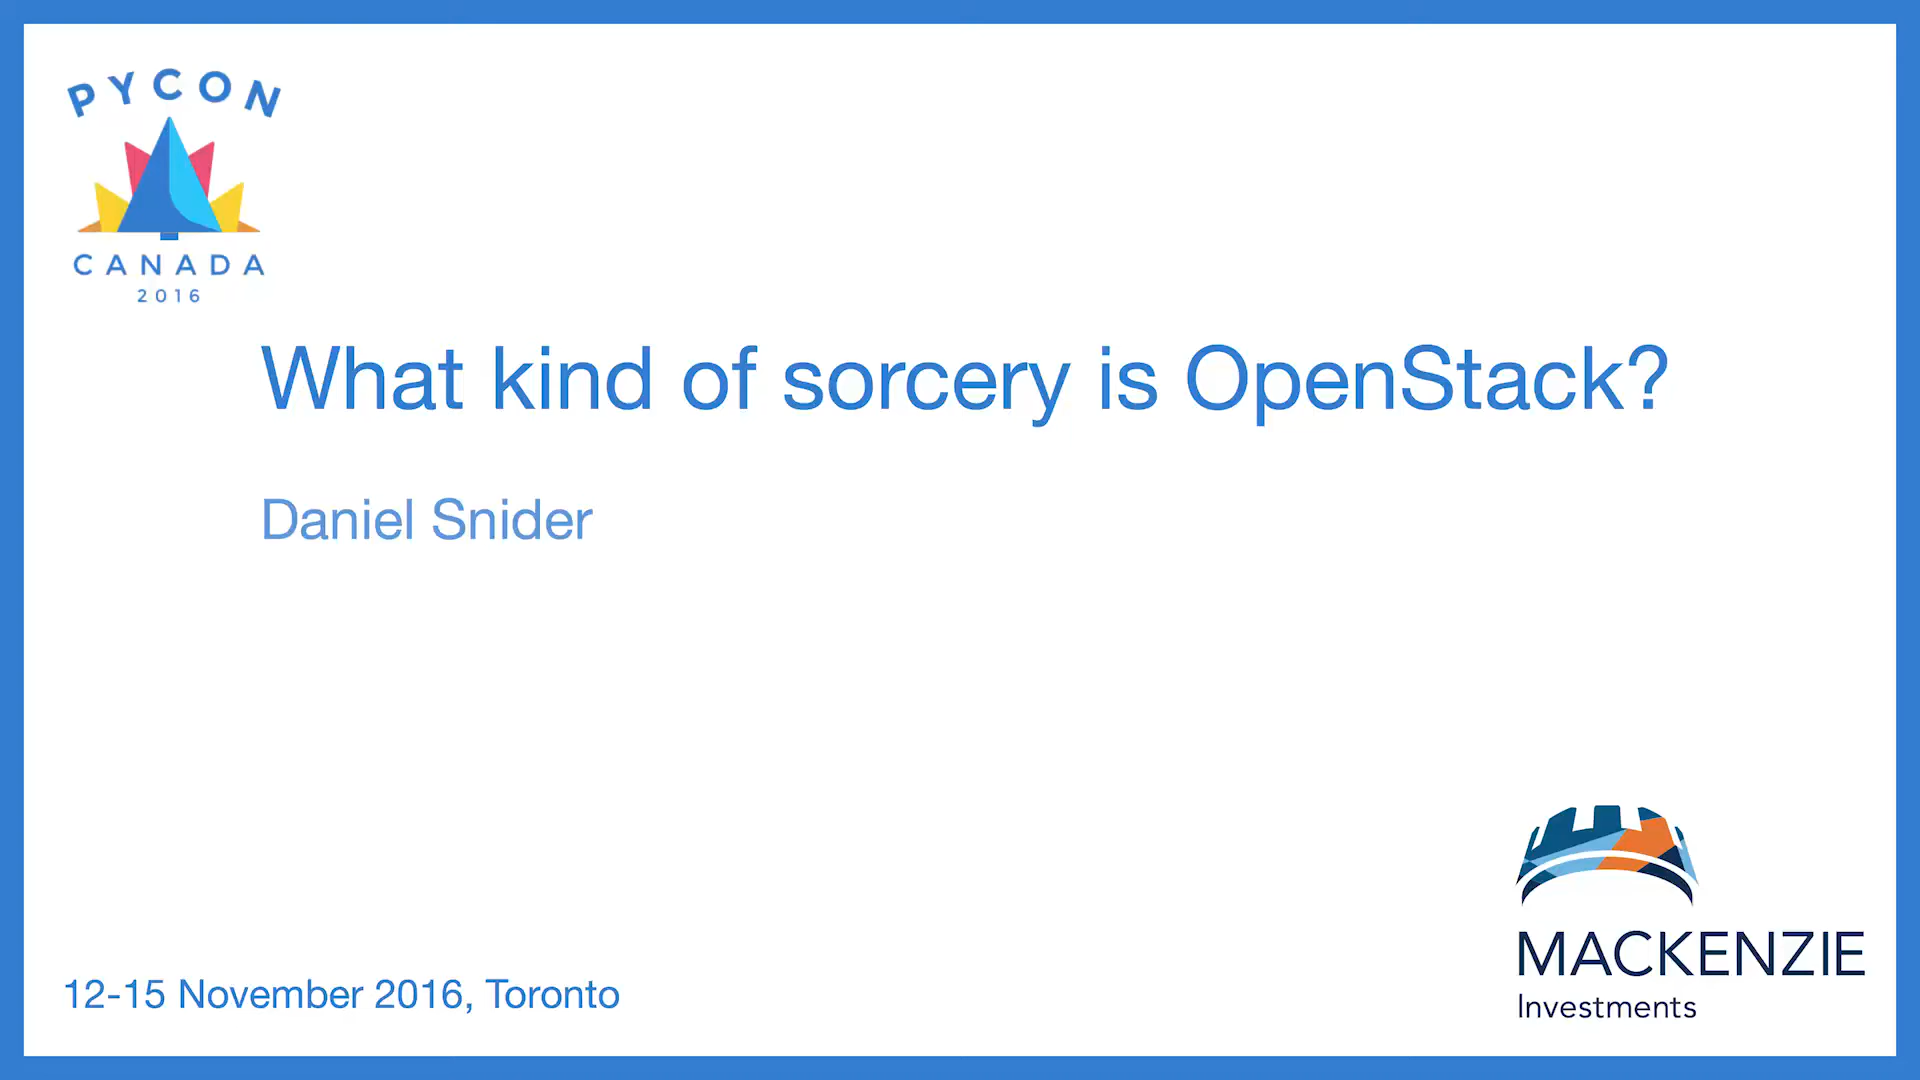 PYCON
CANADA
2016
What kind of sorcery is OpenStack?
Daniel Snider
12-15 November 2016, Toronto
MACKENZIE
Investments